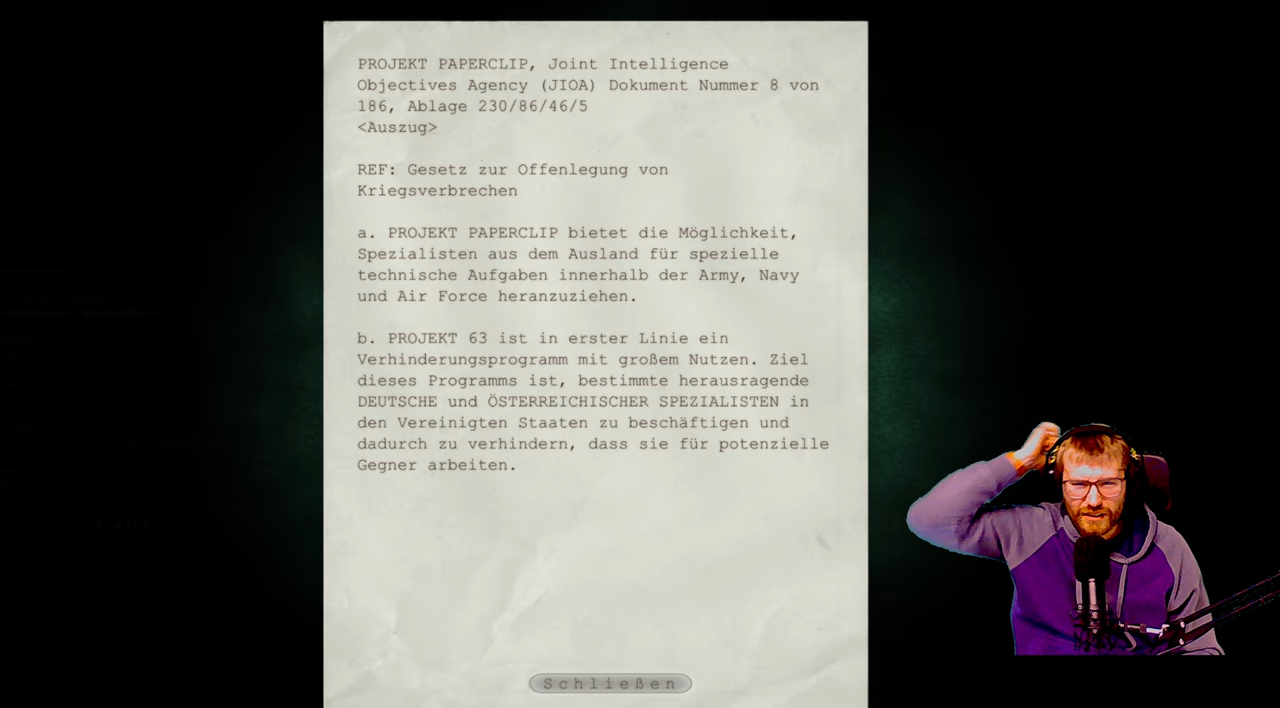 PROJEKT PAPERCLIP, Joint Intelligence
Objectives Agency (JIOA) Dokument Nummer 8 von
186, Ablage 230/86/46/5
<Auszug>
REF: Gesetz zur Offenlegung von
Kriegsverbrechen
a. PROJEKT PAPERCLIP bietet die Möglichkeit,
Spezialisten aus dem Ausland für spezielle
technische Aufgaben innerhalb der Army, Navy
und Air Force heranzuziehen.
b. PROJEKT 63 ist in erster Linie ein
Verhinderungsprogramm mit großem Nutzen. Ziel
dieses Programms ist, bestimmte herausragende
DEUTSCHE und ÖSTERREICHISCHER SPEZIALISTEN in
den Vereinigten Staaten zu beschäftigen und
dadurch zu verhindern, dass sie für potenzielle
Gegner arbeiten.
Schließen